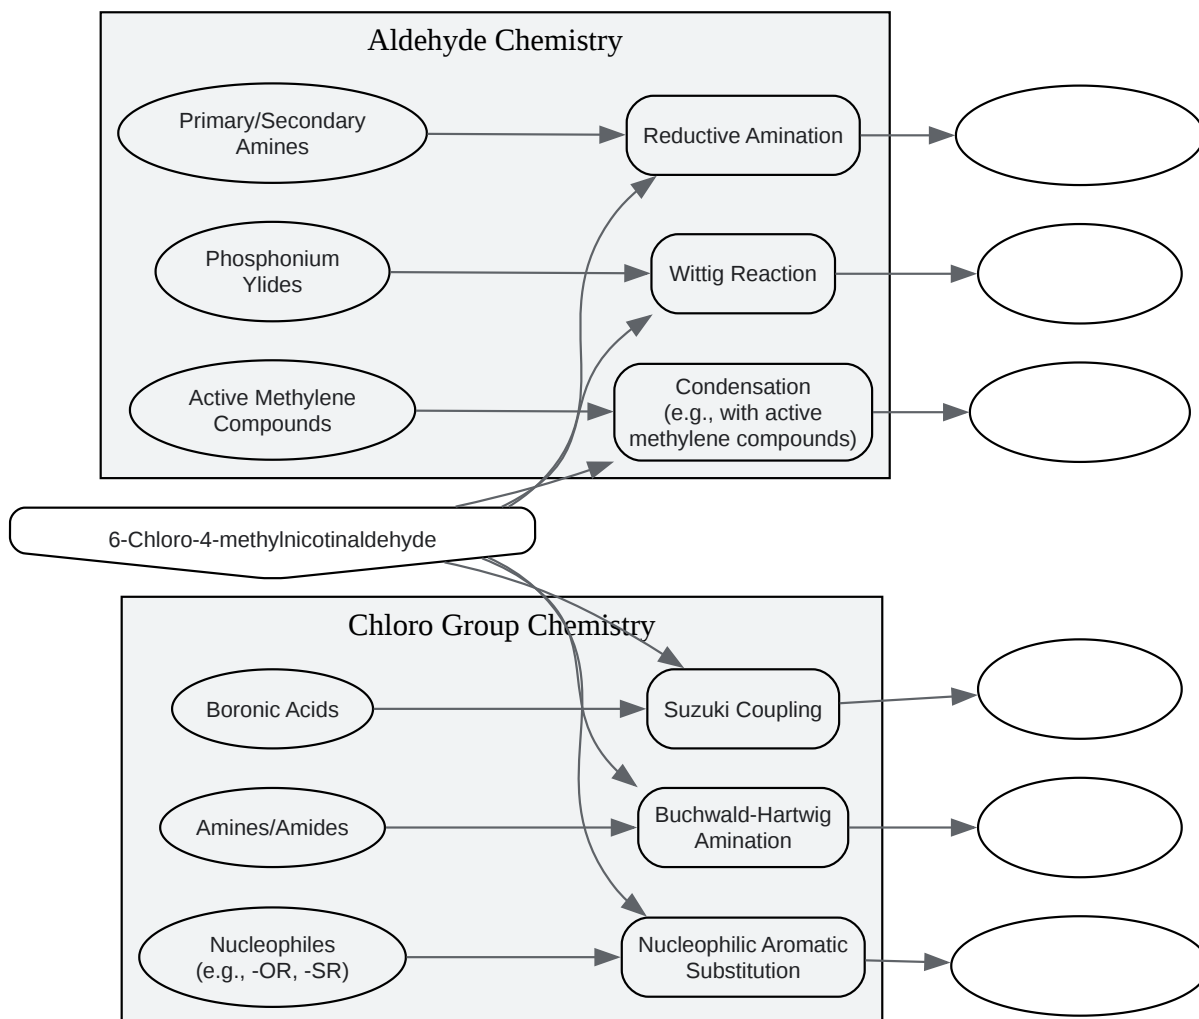 Aldehyde Chemistry
Primary/Secondary
Amines
Reductive Amination
Phosphonium
Ylides
Wittig Reaction
Active Methylene
Compounds
Condensation
(e.g., with active
methylene compounds)
6-Chloro-4-methylnicotinaldehyde
Chloro Group Chemistry
Boronic Acids
Suzuki Coupling
Amines/Amides
Buchwald-Hartwig
Amination
Nucleophiles
(e.g., -OR, -SR)
Nucleophilic Aromatic
Substitution